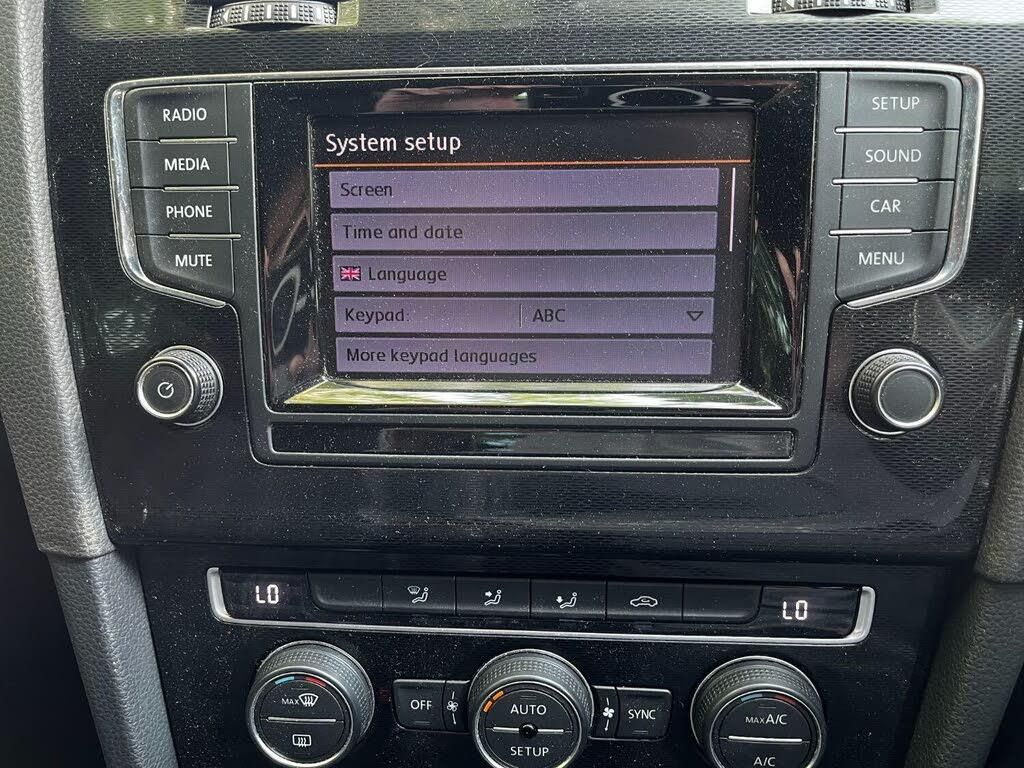 RADIO
MEDIA
PHONE
MUTE
System setup
Screen
Time and date
Language
Keypad: ABC
More keypad languages
SETUP
SOUND
CAR
MENU
LO
LO
MAX
OFF
AUTO
SETUP
SYNC
MAX A/C
A/C